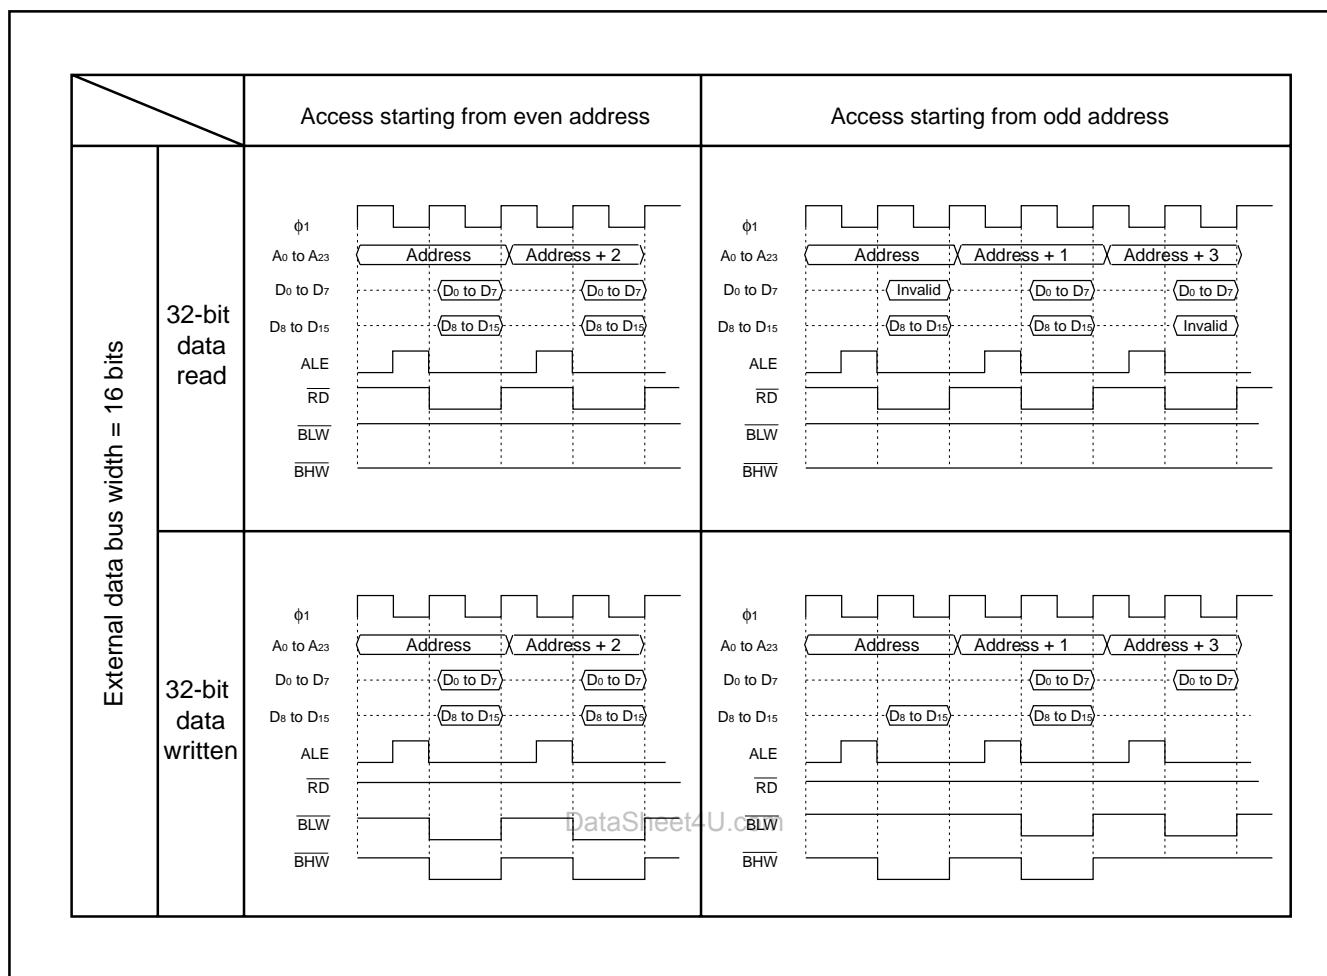 Access starting from even address
Access starting from odd address
External data bus width = 16 bits
32-bit
data
read
ϕ1
A0 to A23
Address
Address + 2
D0 to D7
D0 to D7
D0 to D7
D8 to D15
D8 to D15
D8 to D15
ALE
RD
BLW
BHW
ϕ1
A0 to A23
Address
Address + 1
Address + 3
D0 to D7
Invalid
D0 to D7
D0 to D7
D8 to D15
D8 to D15
D8 to D15
Invalid
ALE
RD
BLW
BHW
32-bit
data
written
ϕ1
A0 to A23
Address
Address + 2
D0 to D7
D0 to D7
D0 to D7
D8 to D15
D8 to D15
D8 to D15
ALE
RD
BLW
BHW
ϕ1
A0 to A23
Address
Address + 1
Address + 3
D0 to D7
D0 to D7
D0 to D7
D8 to D15
D8 to D15
D8 to D15
ALE
RD
BLW
BHW
DataSheet4U.com